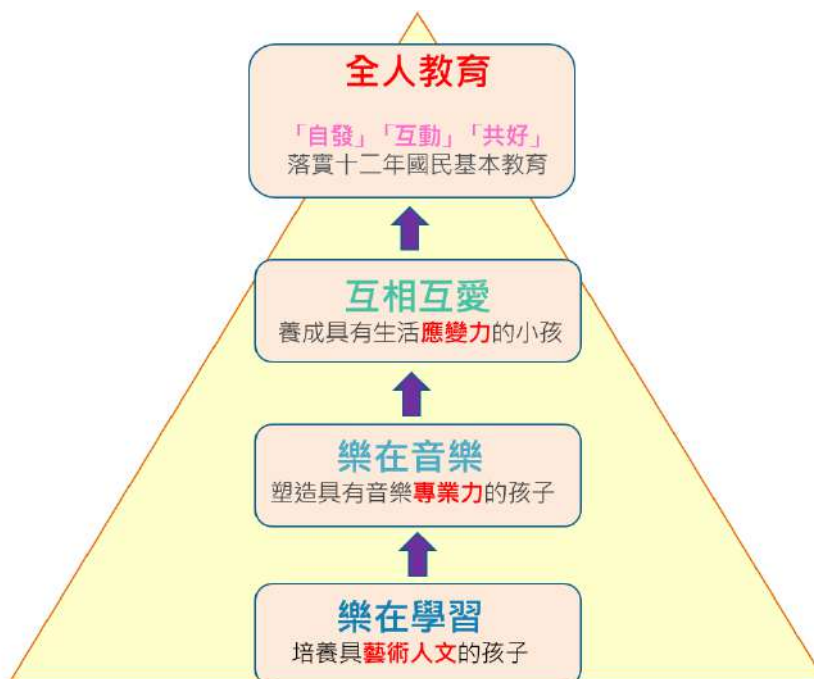 全人教育
「自發」「互動」「共好」
落實十二年國民基本教育
互相互愛
養成具有生活應變力的小孩
樂在音樂
塑造具有音樂專業力的孩子
樂在學習
培養具藝術人文的孩子